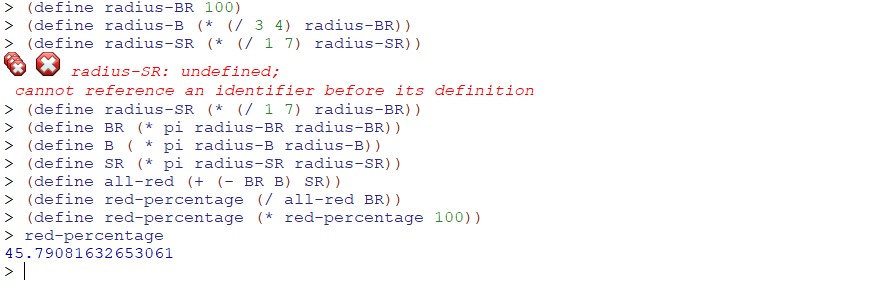 > (define radius-BR 100)
> (define radius-B (* (/ 3 4) radius-BR))
> (define radius-SR (* (/ 1 7) radius-SR))
radius-SR: undefined;
cannot reference an identifier before its definition
> (define radius-SR (* (/ 1 7) radius-BR))
> (define BR (* pi radius-BR radius-BR))
> (define B ( * pi radius-B radius-B))
> (define SR (* pi radius-SR radius-SR))
> (define all-red (+ (- BR B) SR))
> (define red-percentage (/ all-red BR))
> (define red-percentage (* red-percentage 100))
> red-percentage
45.79081632653061
>